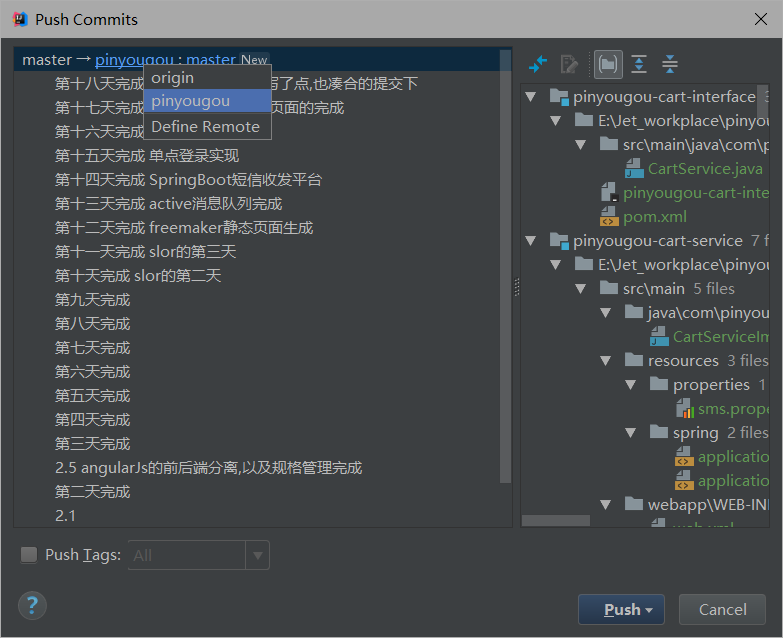 Push Commits
master → pinyougou : master New
origin
pinyougou
Define Remote
第十八天完成 写了点,也凑合的提交下
第十七天完成 页面的完成
第十六天完成
第十五天完成 单点登录实现
第十四天完成 SpringBoot短信收发平台
第十三天完成 active消息队列完成
第十二天完成 freemaker静态页面生成
第十一天完成 slor的第三天
第十天完成 slor的第二天
第九天完成
第八天完成
第七天完成
第六天完成
第五天完成
第四天完成
第三天完成
2.5 angularJs的前后端分离,以及规格管理完成
第二天完成
2.1
pinyougou-cart-interface 3
E:\Jet_workplace\pinyou
src\main\java\com\p
CartService.java
pinyougou-cart-inte
pom.xml
pinyougou-cart-service 7 f
E:\Jet_workplace\pinyou
src\main 5 files
java\com\pinyou
CartServiceIm
resources 3 files
properties 1
sms.prope
spring 2 files
applicatio
applicatio
webapp\WEB-IN
web.xml
Push Tags: All
? Push Cancel